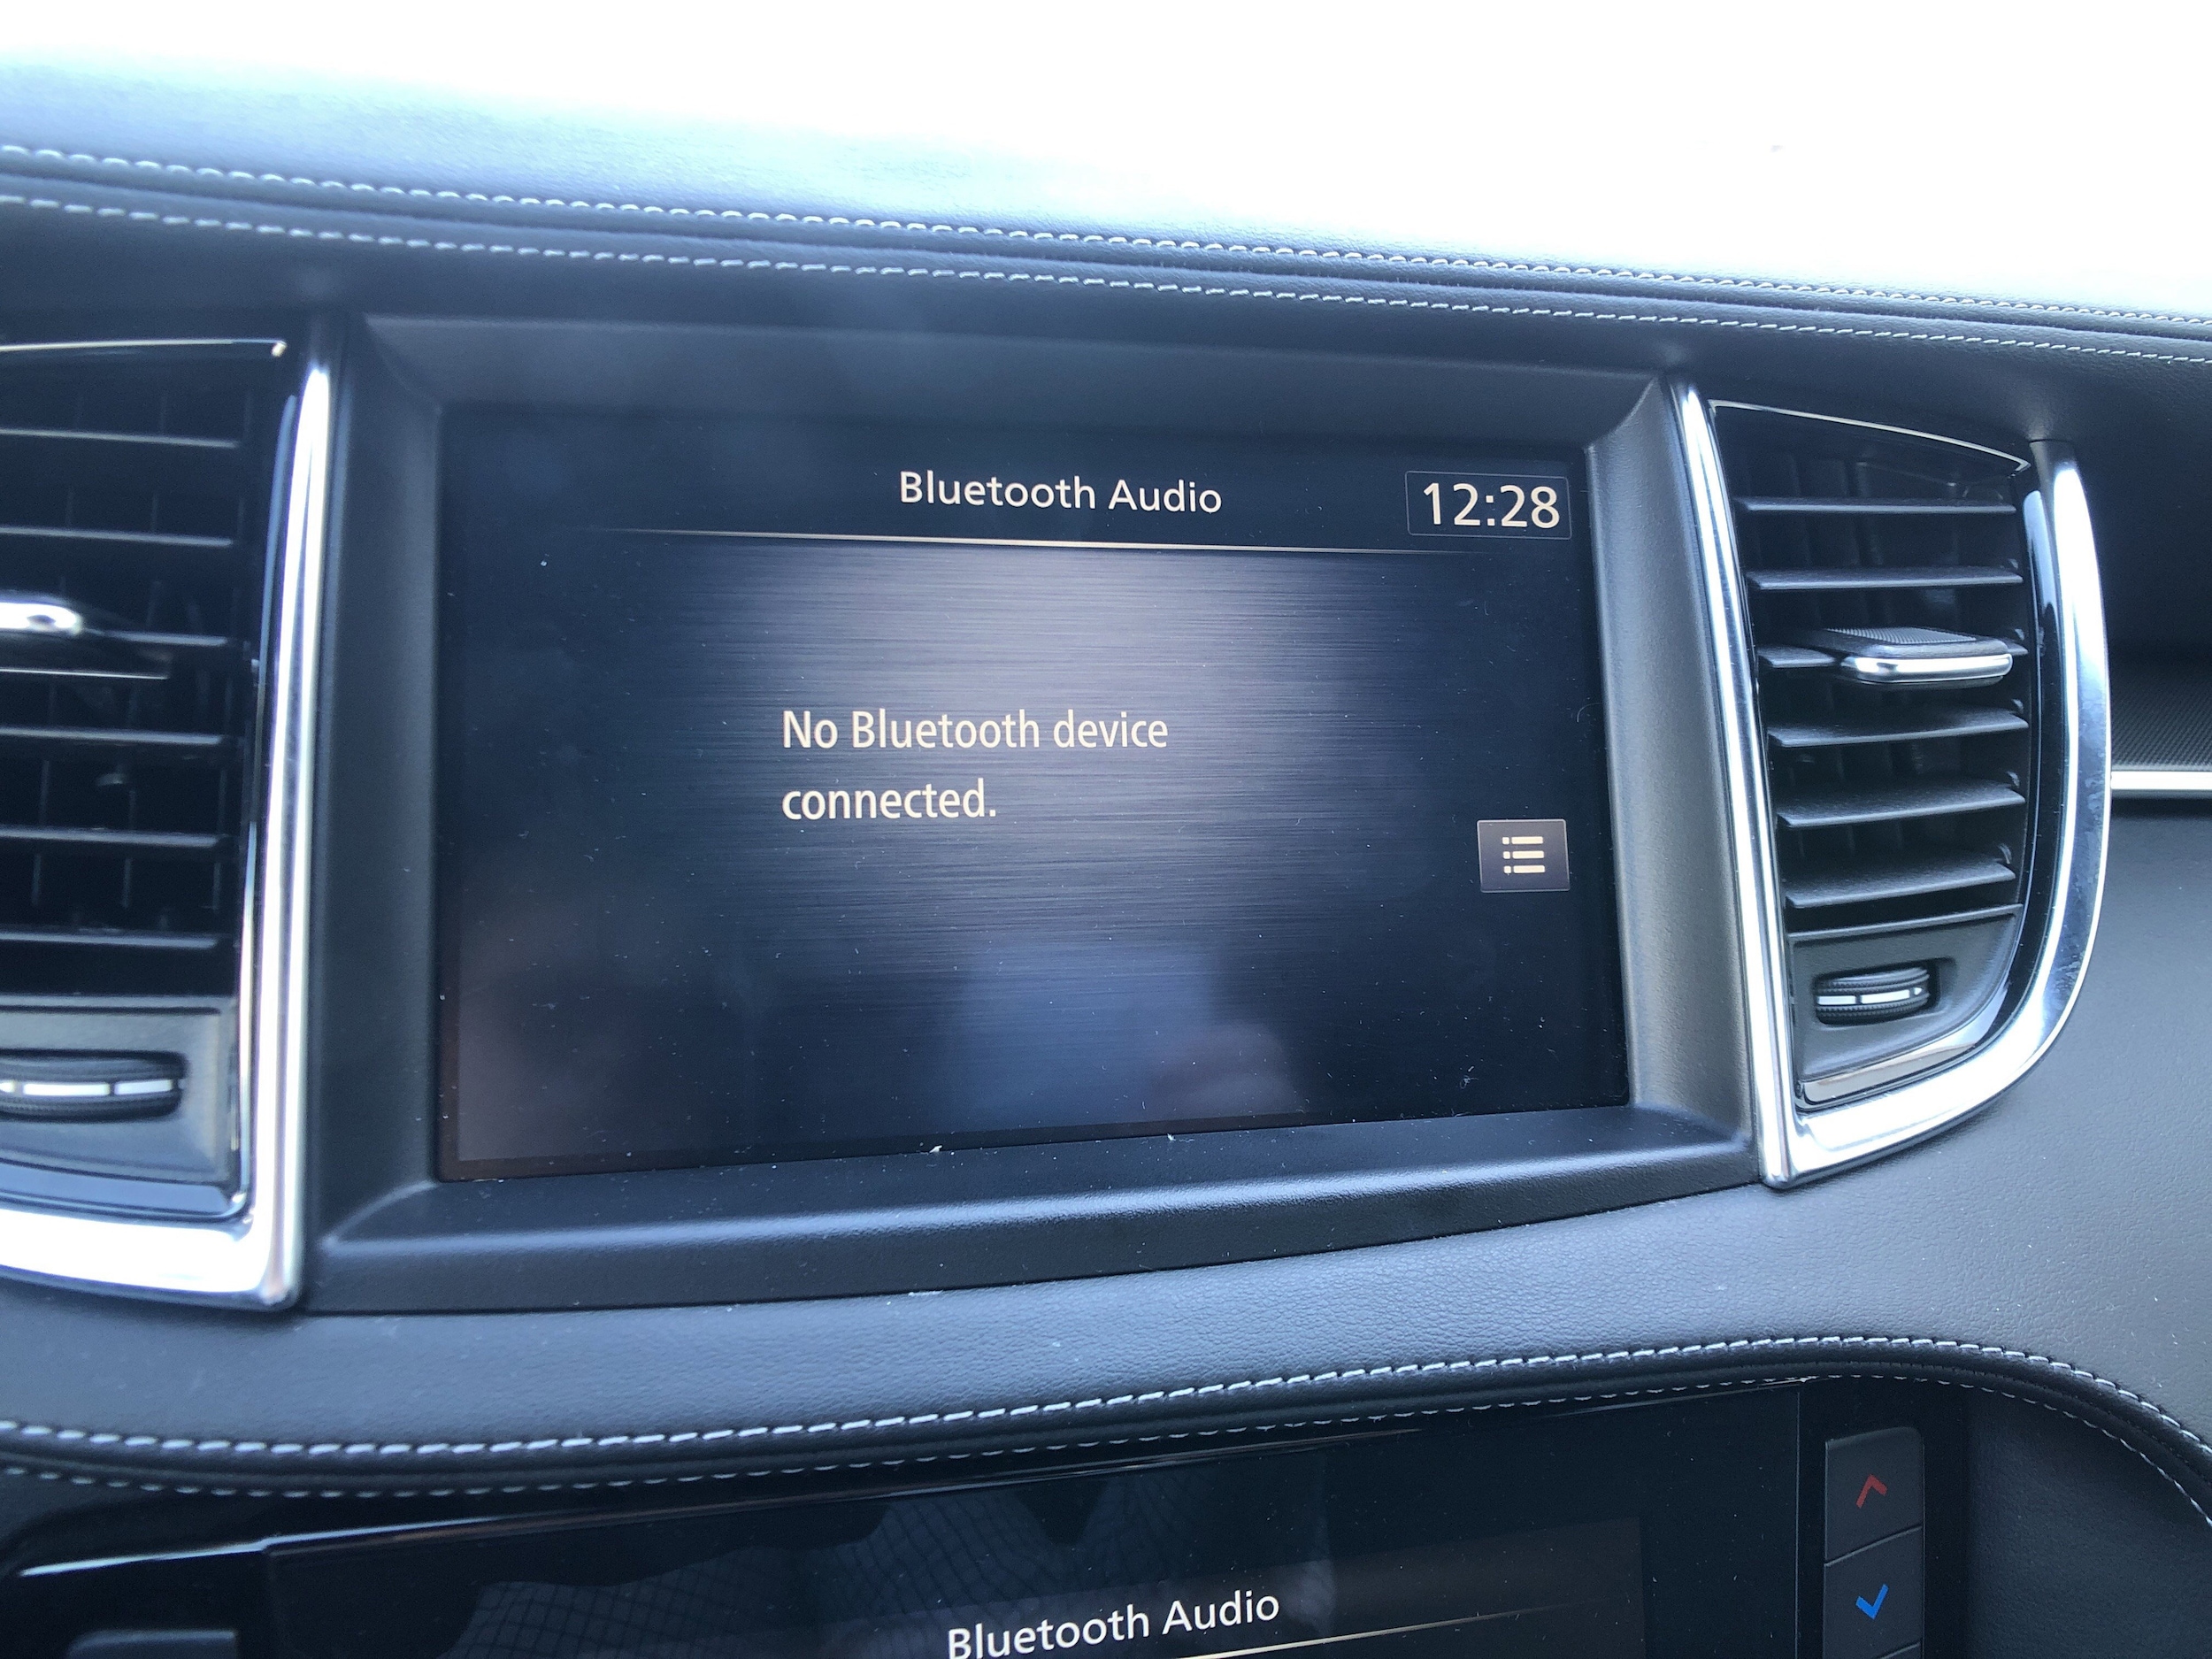 Bluetooth Audio
12:28
No Bluetooth device
connected.
Bluetooth Audio